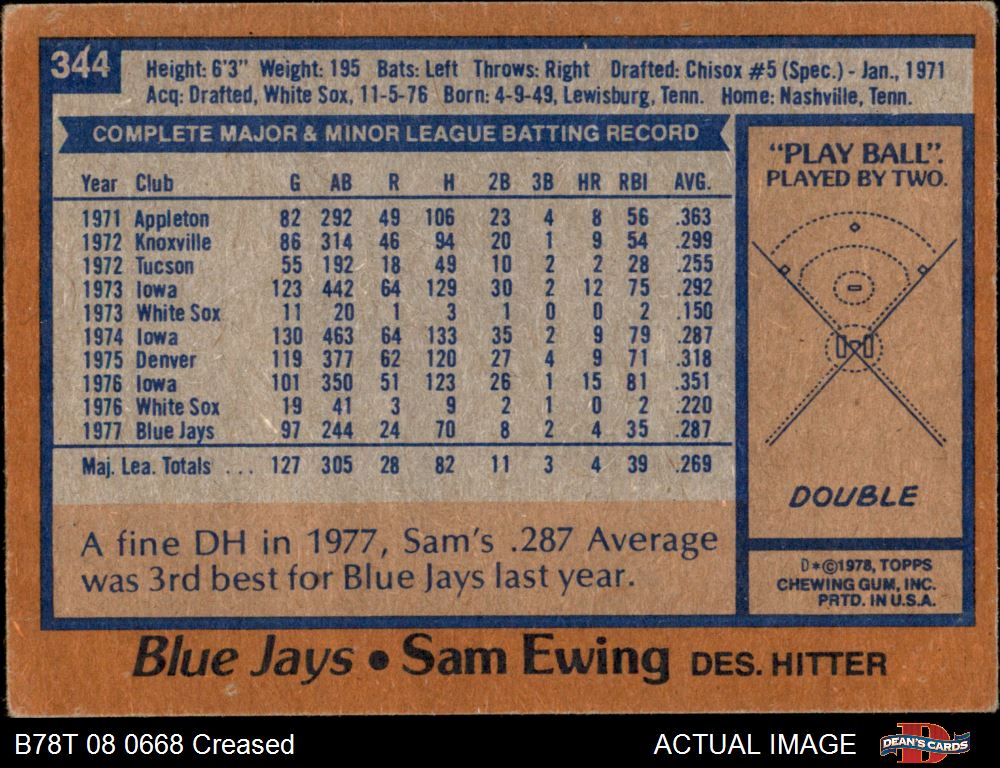 344
Height: 6'3" Weight: 195 Bats: Left Throws: Right Drafted: Chisox #5 (Spec.) - Jan., 1971
Acq: Drafted, White Sox, 11-5-76 Born: 4-9-49, Lewisburg, Tenn. Home: Nashville, Tenn.
COMPLETE MAJOR & MINOR LEAGUE BATTING RECORD
Year Club G AB R H 2B 3B HR RBI AVG.
1971 Appleton 82 292 49 106 23 4 8 56 .363
1972 Knoxville 86 314 46 94 20 1 9 54 .299
1972 Tucson 55 192 18 49 10 2 2 28 .255
1973 Iowa 123 442 64 129 30 2 12 75 .292
1973 White Sox 11 20 1 3 1 0 0 2 .150
1974 Iowa 130 463 64 133 35 2 9 79 .287
1975 Denver 119 377 62 120 27 4 9 71 .318
1976 Iowa 101 350 51 123 26 1 15 81 .351
1976 White Sox 19 41 3 9 2 1 0 2 .220
1977 Blue Jays 97 244 24 70 8 2 4 35 .287
Maj. Lea. Totals ... 127 305 28 82 11 3 4 39 .269
A fine DH in 1977, Sam's .287 Average
was 3rd best for Blue Jays last year.
"PLAY BALL".
PLAYED BY TWO.
DOUBLE
D*©1978, TOPPS
CHEWING GUM, INC.
PRTD. IN U.S.A.
Blue Jays • Sam Ewing DES. HITTER
B78T 08 0668 Creased
ACTUAL IMAGE
D
DEAN'S CARDS